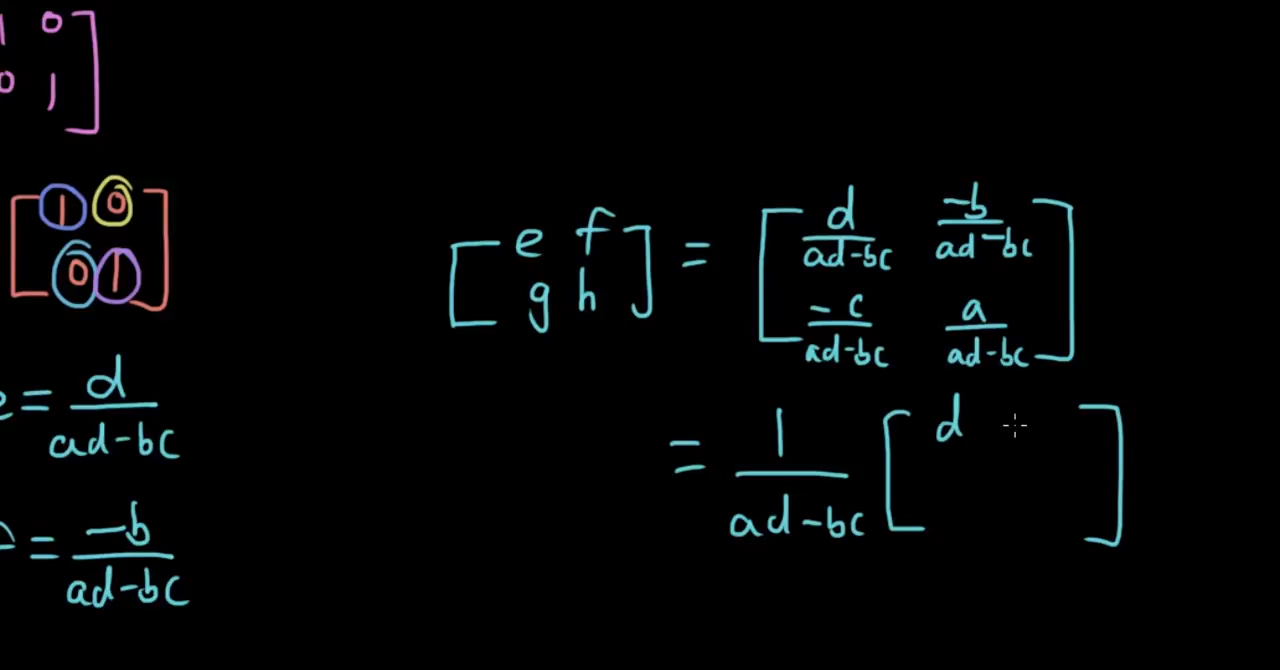 1 0
0 1
[ 1 0
0 1 ]
[ e f
g h ] = [ d/ad-bc -b/ad-bc
-c/ad-bc a/ad-bc ]
e = d/ad-bc
= 1/ad-bc [ d ]
= -b/ad-bc